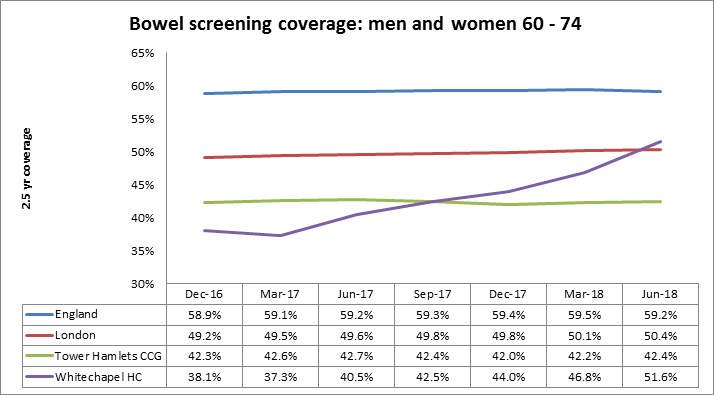 Bowel screening coverage: men and women 60 - 74
65%
60%
55%
50%
45%
40%
35%
30%
2.5 yr coverage
Dec-16 Mar-17 Jun-17 Sep-17 Dec-17 Mar-18 Jun-18
England 58.9% 59.1% 59.2% 59.3% 59.4% 59.5% 59.2%
London 49.2% 49.5% 49.6% 49.8% 49.8% 50.1% 50.4%
Tower Hamlets CCG 42.3% 42.6% 42.7% 42.4% 42.0% 42.2% 42.4%
Whitechapel HC 38.1% 37.3% 40.5% 42.5% 44.0% 46.8% 51.6%